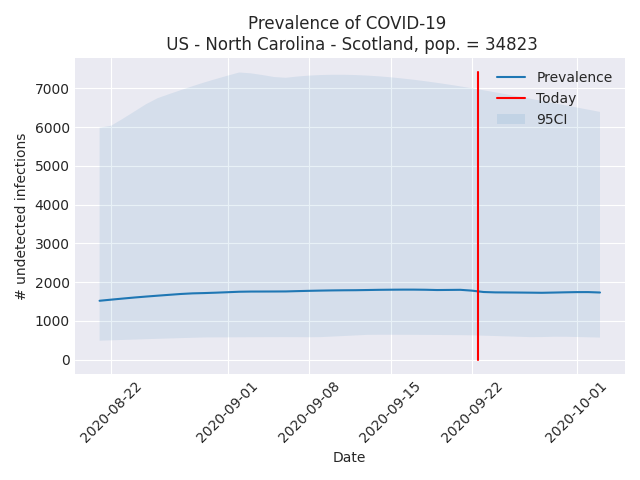 Prevalence of COVID-19
US - North Carolina - Scotland, pop. = 34823
Prevalence
Today
95CI
7000
6000
5000
4000
3000
2000
1000
0
# undetected infections
2020-08-22
2020-09-01
2020-09-08
2020-09-15
2020-09-22
2020-10-01
Date